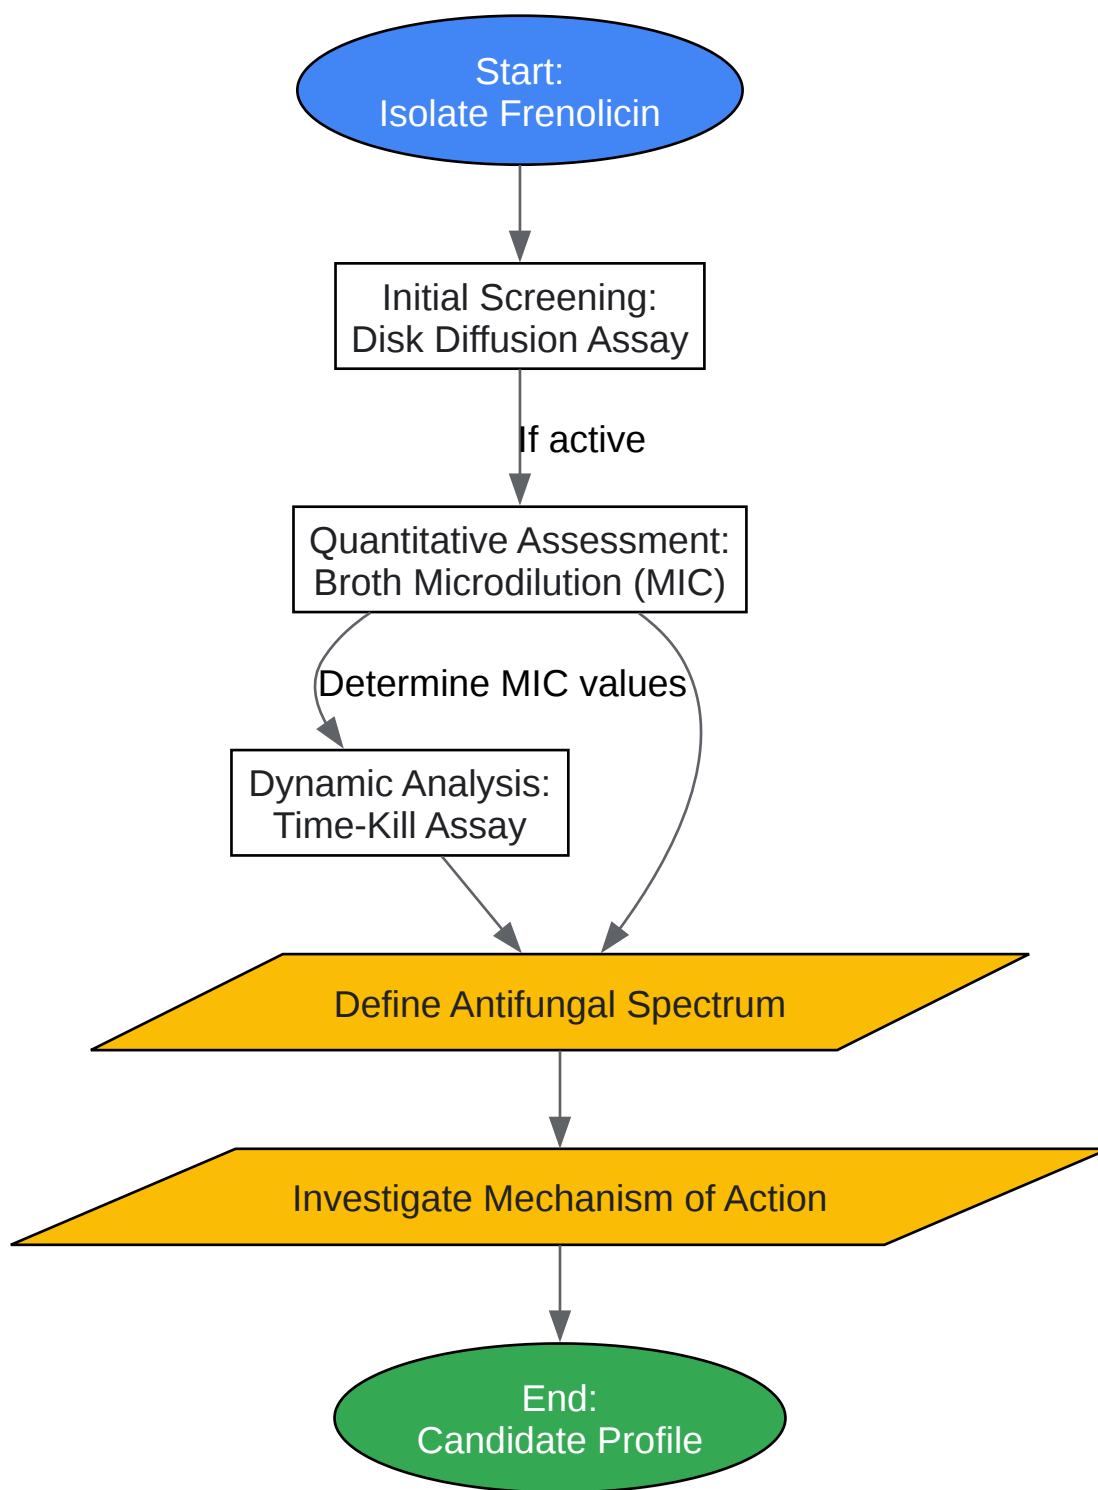 Start:
Isolate Frenolicin
Initial Screening:
Disk Diffusion Assay
If active
Quantitative Assessment:
Broth Microdilution (MIC)
Determine MIC values
Dynamic Analysis:
Time-Kill Assay
Define Antifungal Spectrum
Investigate Mechanism of Action
End:
Candidate Profile